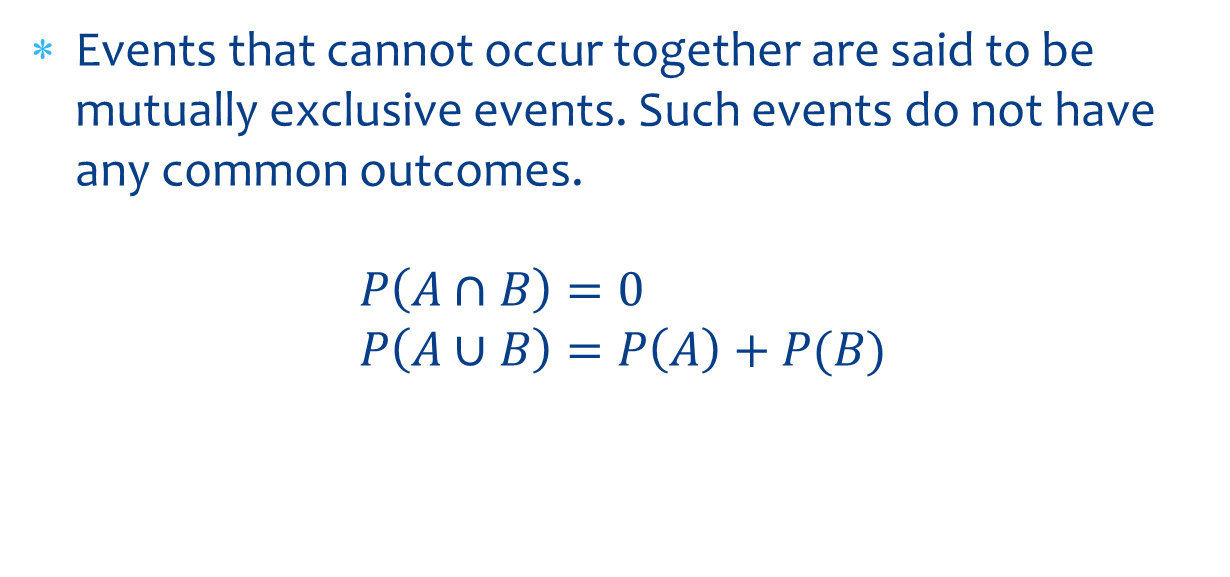 * Events that cannot occur together are said to be
mutually exclusive events. Such events do not have
any common outcomes.
P(A ∩ B) = 0
P(A ∪ B) = P(A) + P(B)